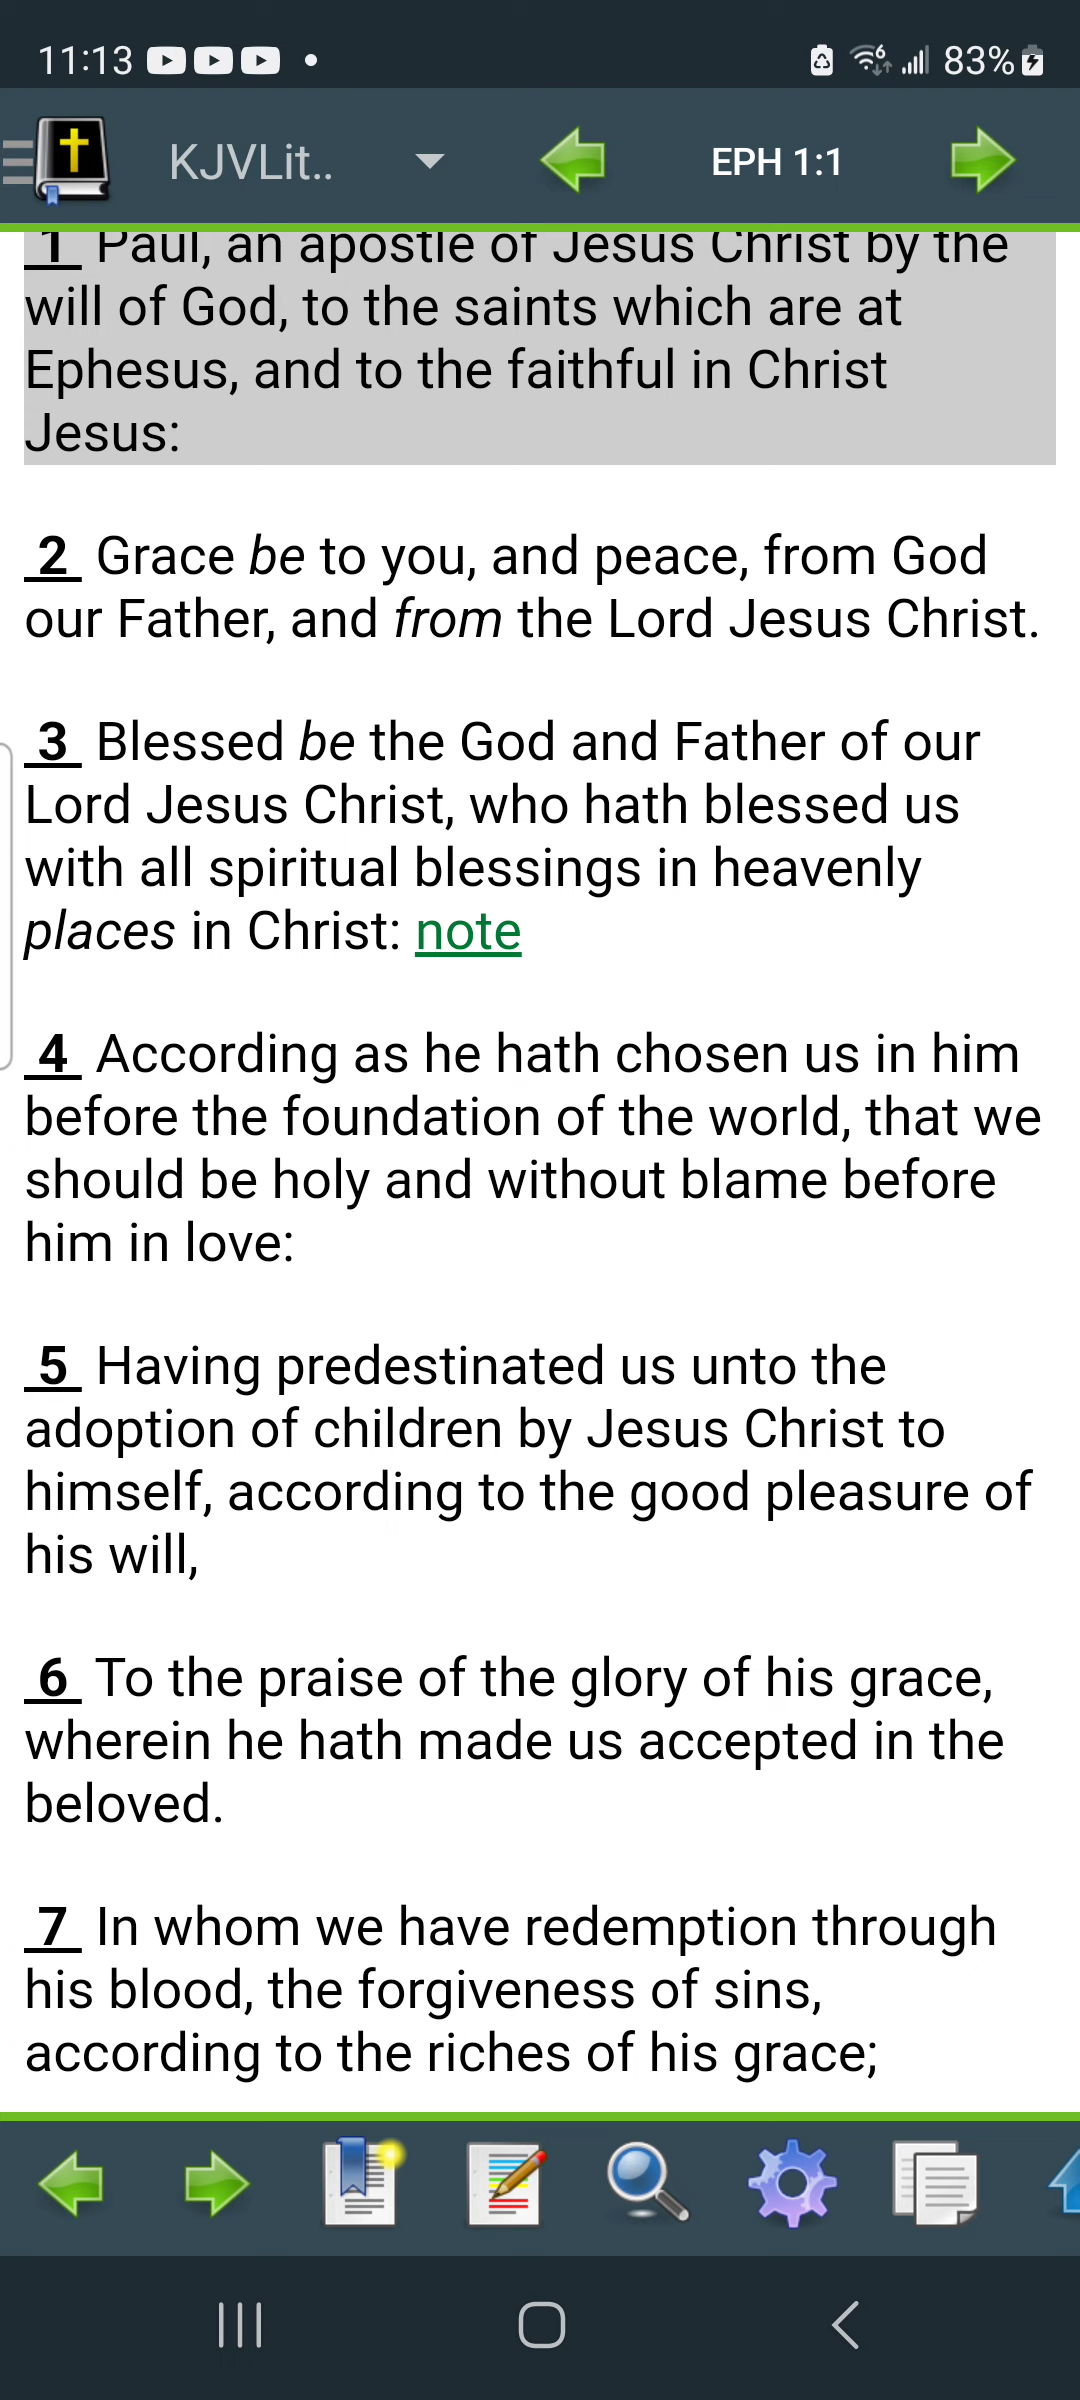 11:13 83%
KJVLit.. EPH 1:1
1 Paul, an apostle of Jesus Christ by the
will of God, to the saints which are at
Ephesus, and to the faithful in Christ
Jesus:
2 Grace be to you, and peace, from God
our Father, and from the Lord Jesus Christ.
3 Blessed be the God and Father of our
Lord Jesus Christ, who hath blessed us
with all spiritual blessings in heavenly
places in Christ: note
4 According as he hath chosen us in him
before the foundation of the world, that we
should be holy and without blame before
him in love:
5 Having predestinated us unto the
adoption of children by Jesus Christ to
himself, according to the good pleasure of
his will,
6 To the praise of the glory of his grace,
wherein he hath made us accepted in the
beloved.
7 In whom we have redemption through
his blood, the forgiveness of sins,
according to the riches of his grace;